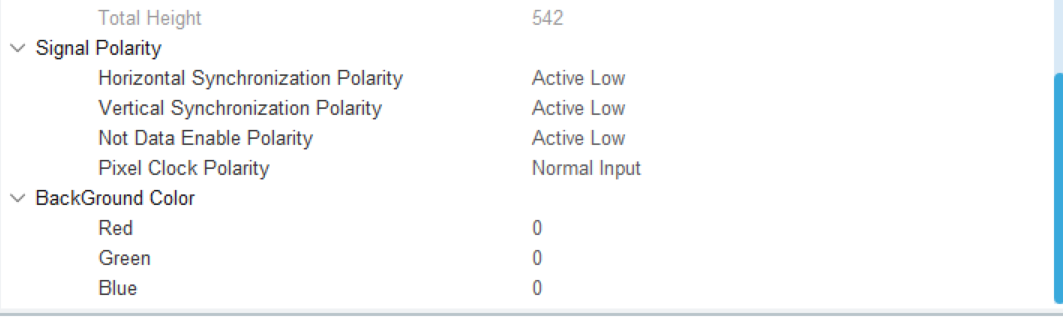 Total Height 542
Signal Polarity
Horizontal Synchronization Polarity Active Low
Vertical Synchronization Polarity Active Low
Not Data Enable Polarity Active Low
Pixel Clock Polarity Normal Input
BackGround Color
Red 0
Green 0
Blue 0